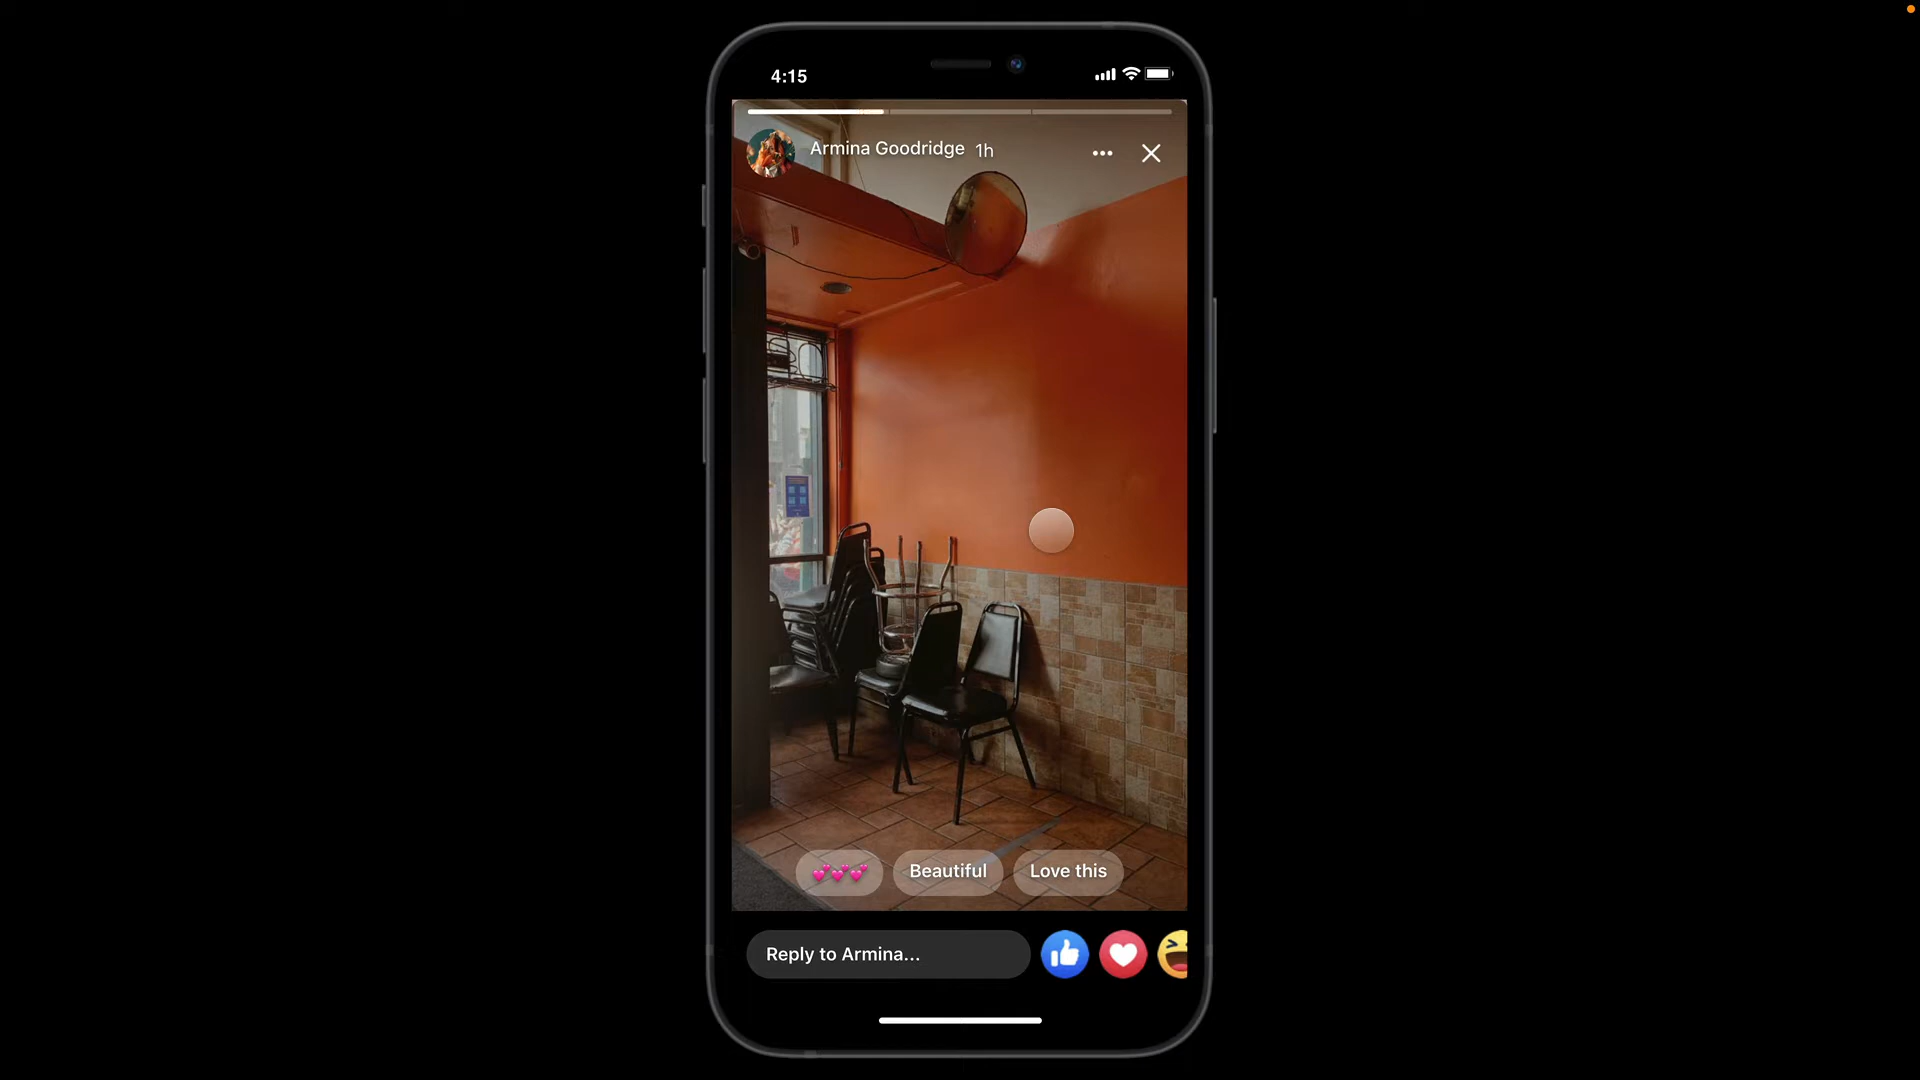 4:15
Armina Goodridge 1h
💕💕💕 Beautiful Love this
Reply to Armina...